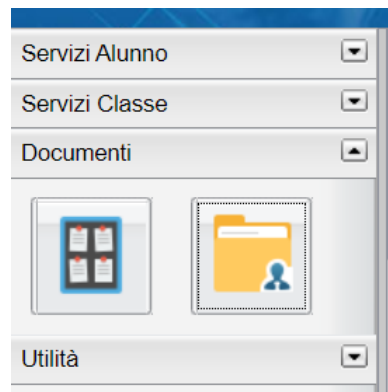 Servizi Alunno
Servizi Classe
Documenti
Utilità